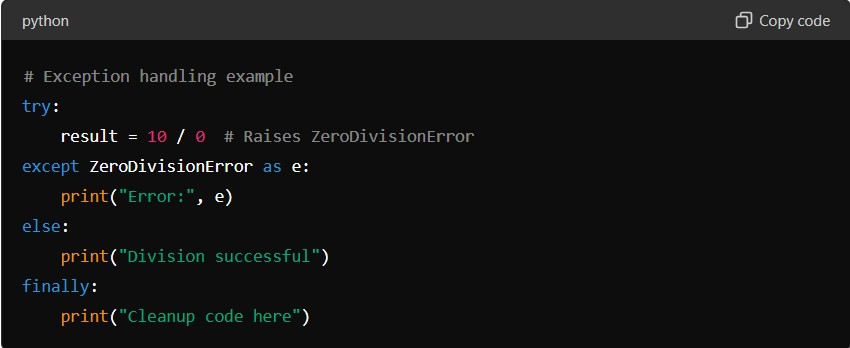 python
Copy code
# Exception handling example
try:
    result = 10 / 0  # Raises ZeroDivisionError
except ZeroDivisionError as e:
    print("Error:", e)
else:
    print("Division successful")
finally:
    print("Cleanup code here")